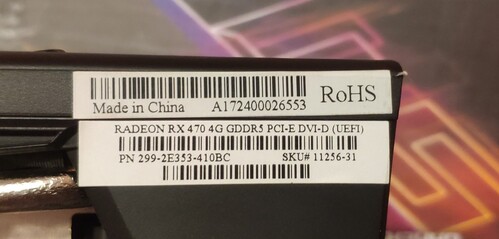 Made in China A172400026553 RoHS
RADEON RX 470 4G GDDR5 PCI-E DVI-D (UEFI)
PN 299-2E353-410BC SKU# 11256-31